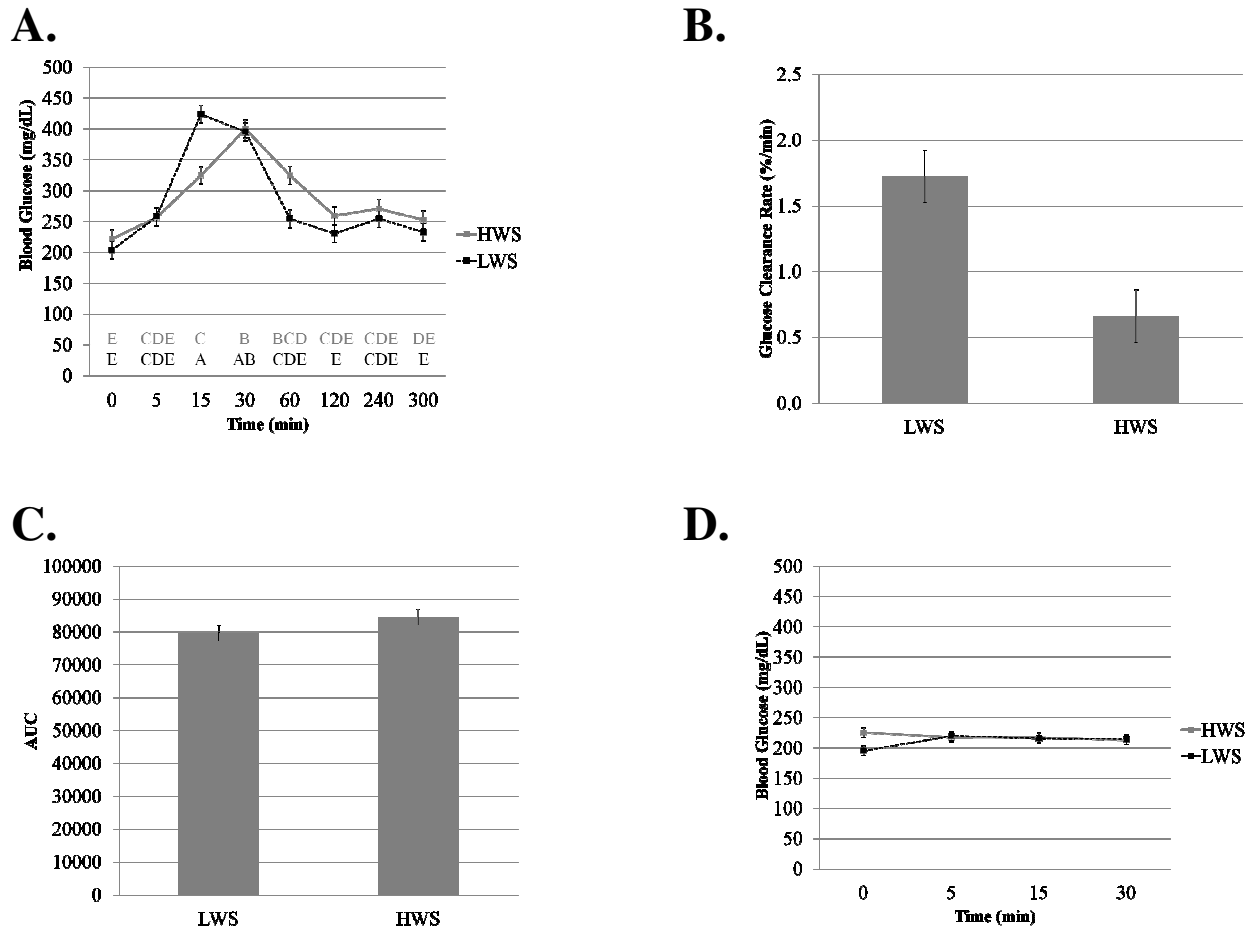 A.
500
450
400
350
300
250
200
150
100
50
0
Blood Glucose (mg/dL)
E CDE C B BCD CDE CDE DE
E CDE A AB CDE E CDE E
0 5 15 30 60 120 240 300
Time (min)
HWS
LWS
B.
2.5
2.0
1.5
1.0
0.5
0.0
Glucose Clearance Rate (%/min)
LWS HWS
C.
100000
90000
80000
70000
60000
50000
40000
30000
20000
10000
0
AUC
LWS HWS
D.
500
450
400
350
300
250
200
150
100
50
0
Blood Glucose (mg/dL)
0 5 15 30
Time (min)
HWS
LWS